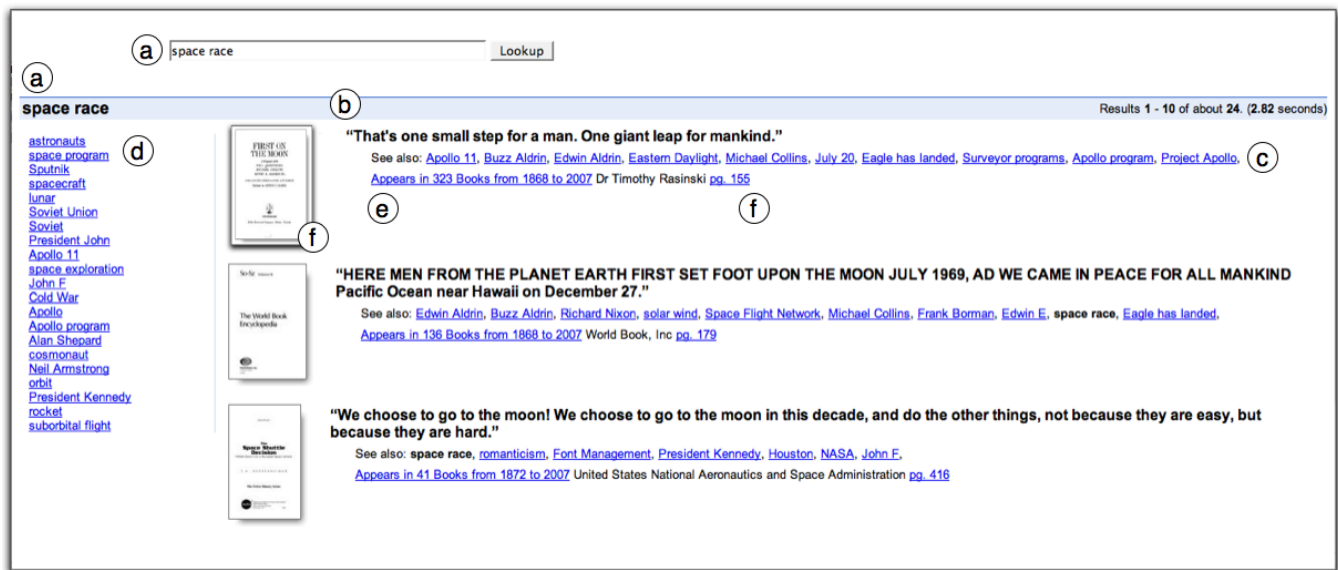 a space race Lookup
a
space race b Results 1 - 10 of about 24. (2.82 seconds)
astronauts
space program d
Sputnik
spacecraft
lunar
Soviet Union
Soviet
President John
Apollo 11
space exploration
John F
Cold War
Apollo
Apollo program
Alan Shepard
cosmonaut
Neil Armstrong
orbit
President Kennedy
rocket
suborbital flight
FIRST ON
THE MOON
f
“That's one small step for a man. One giant leap for mankind.”
See also: Apollo 11, Buzz Aldrin, Edwin Aldrin, Eastern Daylight, Michael Collins, July 20, Eagle has landed, Surveyor programs, Apollo program, Project Apollo, c
Appears in 323 Books from 1868 to 2007 Dr Timothy Rasinski pg. 155
e f
The World Book
Encyclopedia
“HERE MEN FROM THE PLANET EARTH FIRST SET FOOT UPON THE MOON JULY 1969, AD WE CAME IN PEACE FOR ALL MANKIND
Pacific Ocean near Hawaii on December 27.”
See also: Edwin Aldrin, Buzz Aldrin, Richard Nixon, solar wind, Space Flight Network, Michael Collins, Frank Borman, Edwin E, space race, Eagle has landed,
Appears in 136 Books from 1868 to 2007 World Book, Inc pg. 179
The
Space Shuttle
Decision
“We choose to go to the moon! We choose to go to the moon in this decade, and do the other things, not because they are easy, but
because they are hard.”
See also: space race, romanticism, Font Management, President Kennedy, Houston, NASA, John F,
Appears in 41 Books from 1872 to 2007 United States National Aeronautics and Space Administration pg. 416